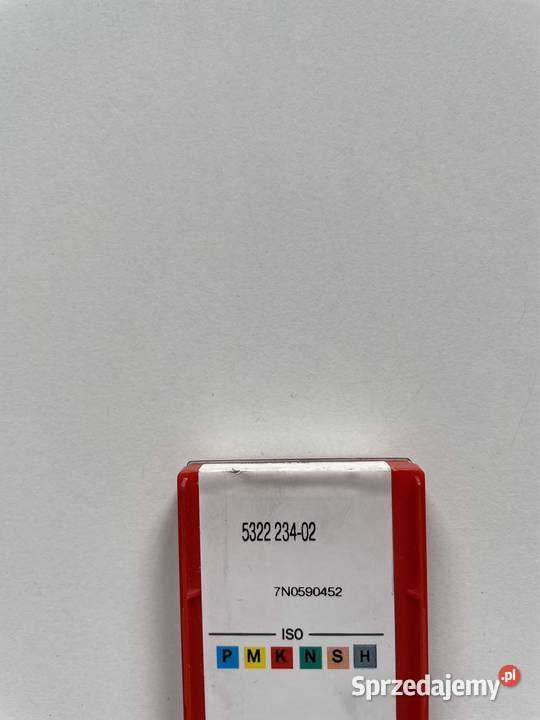 5322 234-02
7N0590452
ISO
P M K N S H
Sprzedajemy.pl